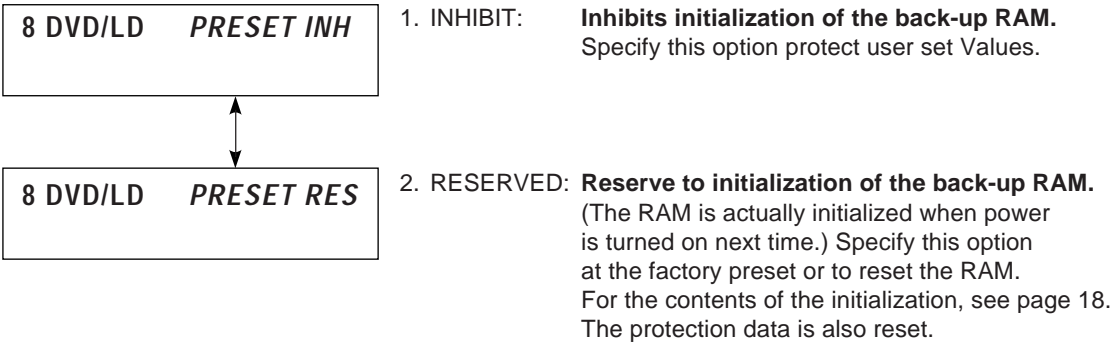 8 DVD/LD PRESET INH
1. INHIBIT: Inhibits initialization of the back-up RAM.
Specify this option protect user set Values.
8 DVD/LD PRESET RES
2. RESERVED: Reserve to initialization of the back-up RAM.
(The RAM is actually initialized when power
is turned on next time.) Specify this option
at the factory preset or to reset the RAM.
For the contents of the initialization, see page 18.
The protection data is also reset.